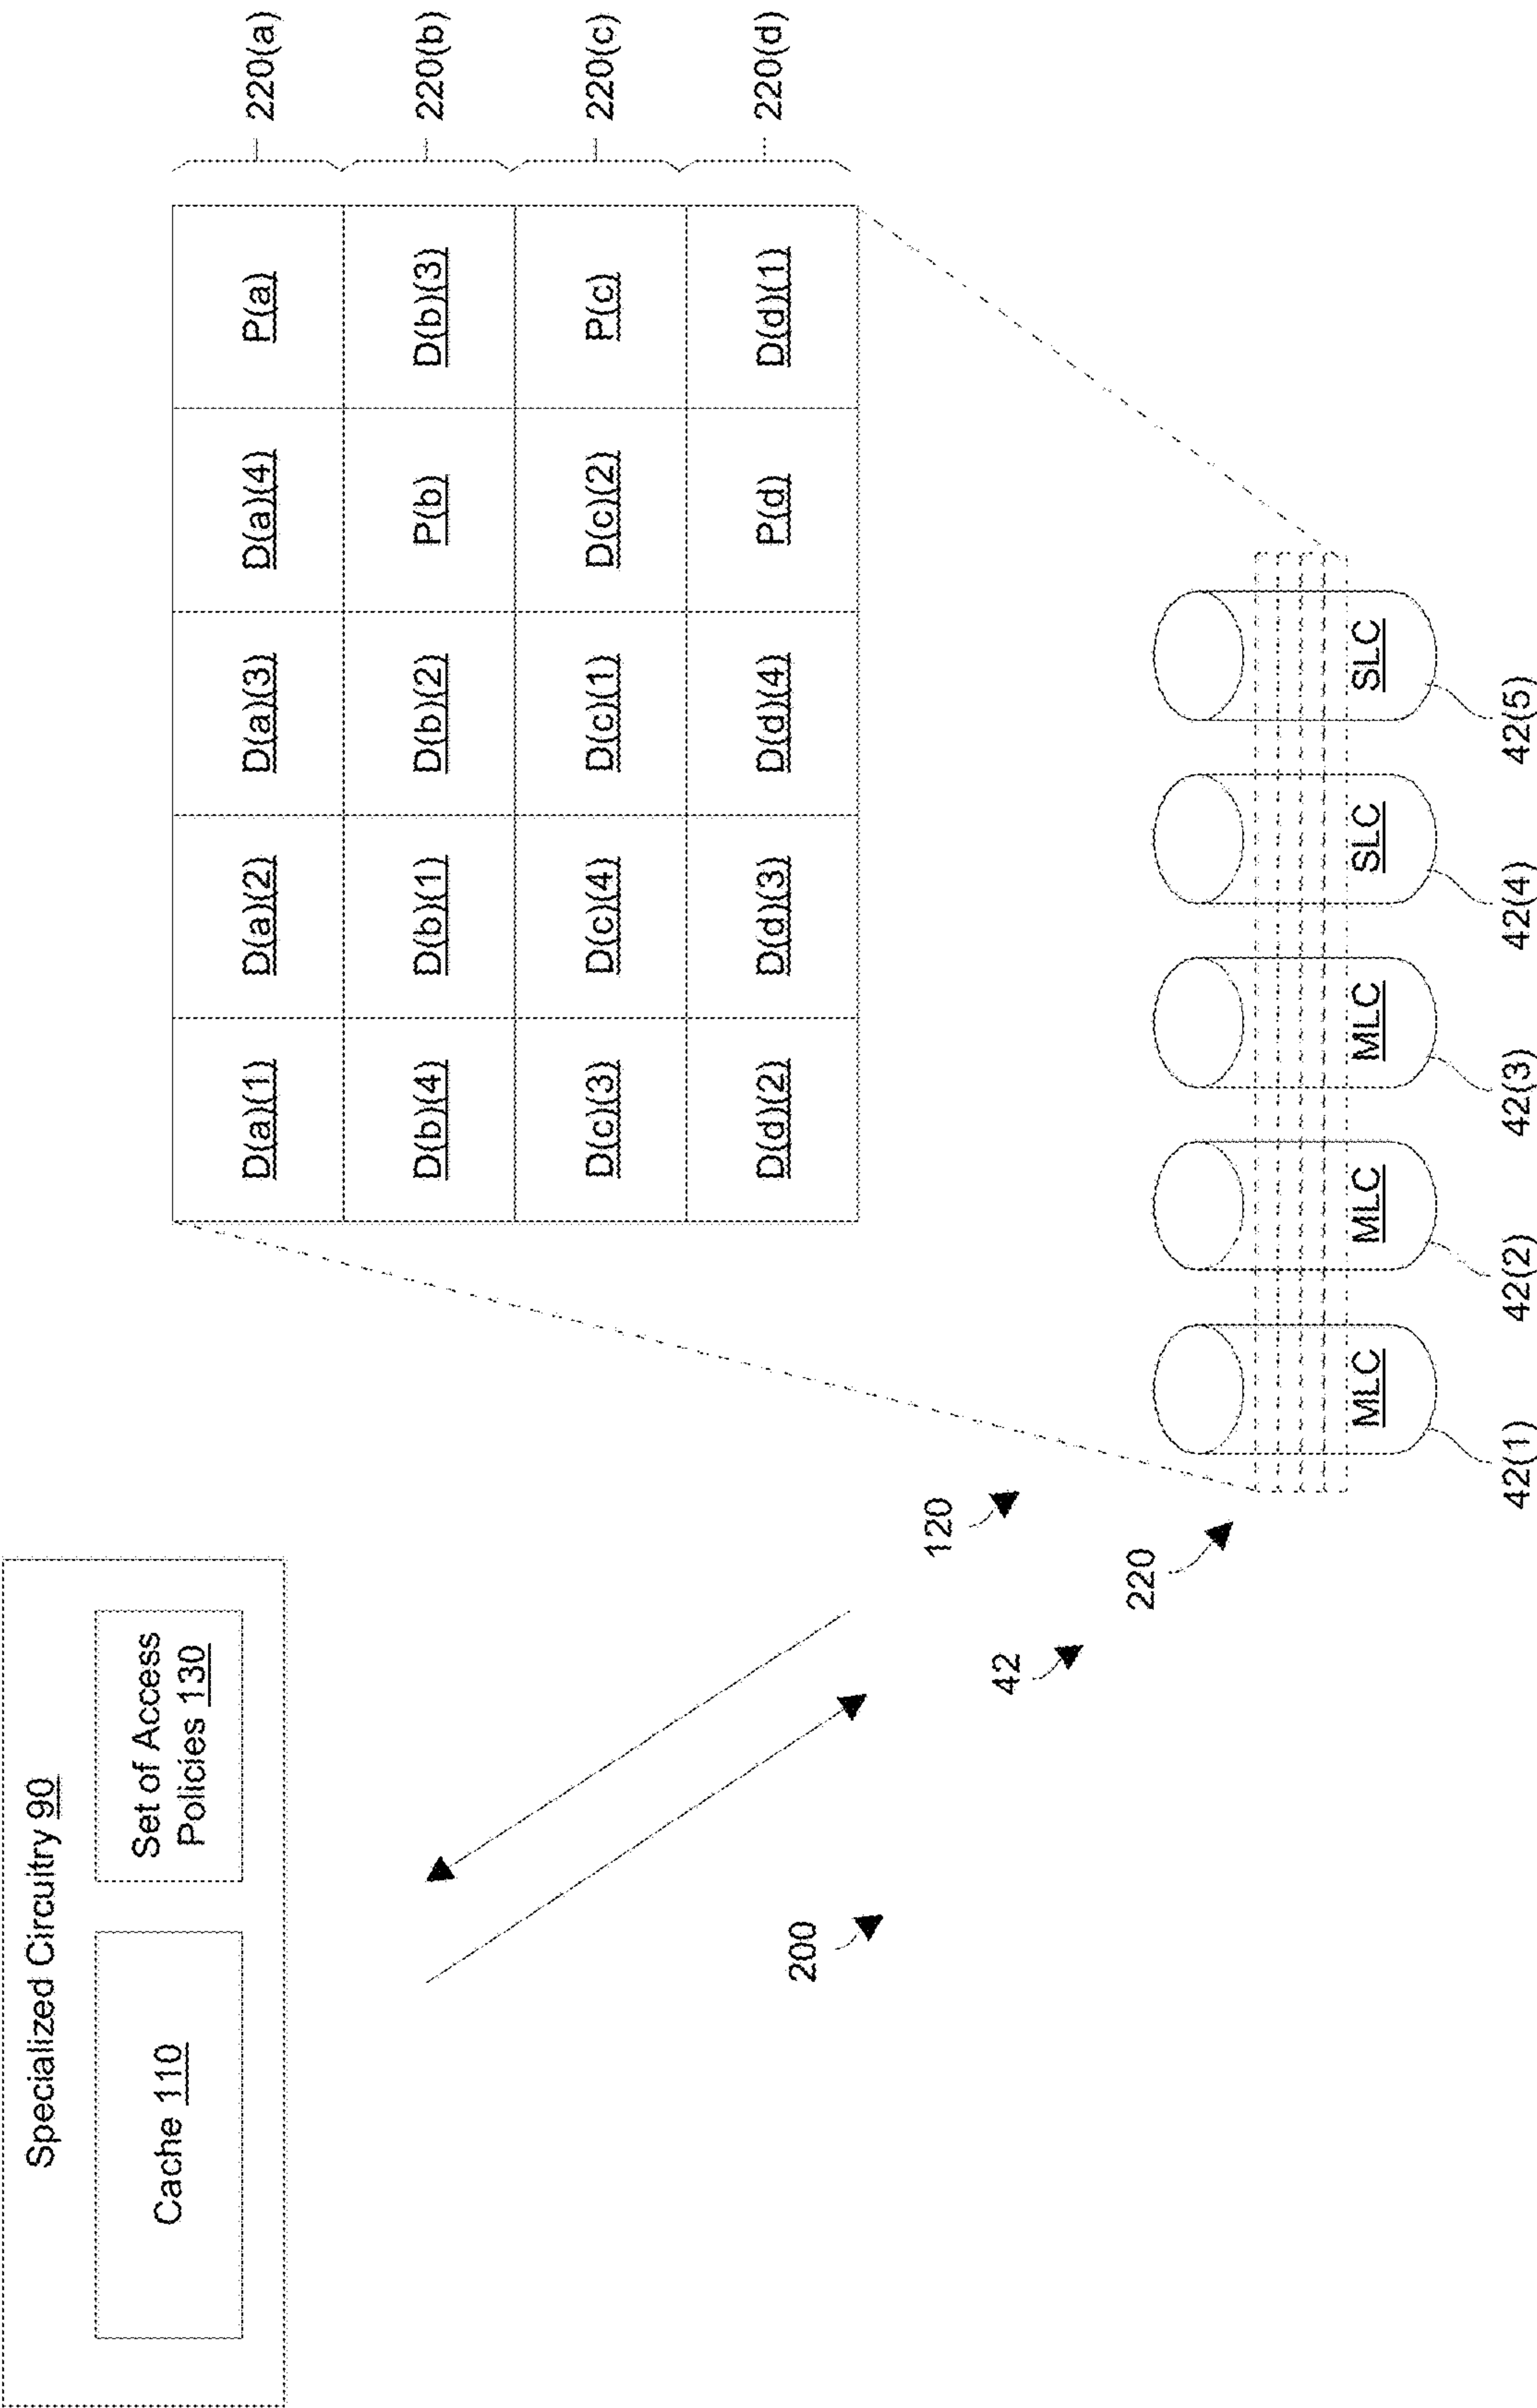 Specialized Circuitry 90
Cache 110
Set of Access
Policies 130
200
42
120
220
D(a)(1) D(a)(2) D(a)(3) D(a)(4) P(a) 220(a)
D(b)(4) D(b)(1) D(b)(2) P(b) D(b)(3) 220(b)
D(c)(3) D(c)(4) D(c)(1) D(c)(2) P(c) 220(c)
D(d)(2) D(d)(3) D(d)(4) P(d) D(d)(1) 220(d)
MLC MLC MLC SLC SLC
42(1) 42(2) 42(3) 42(4) 42(5)